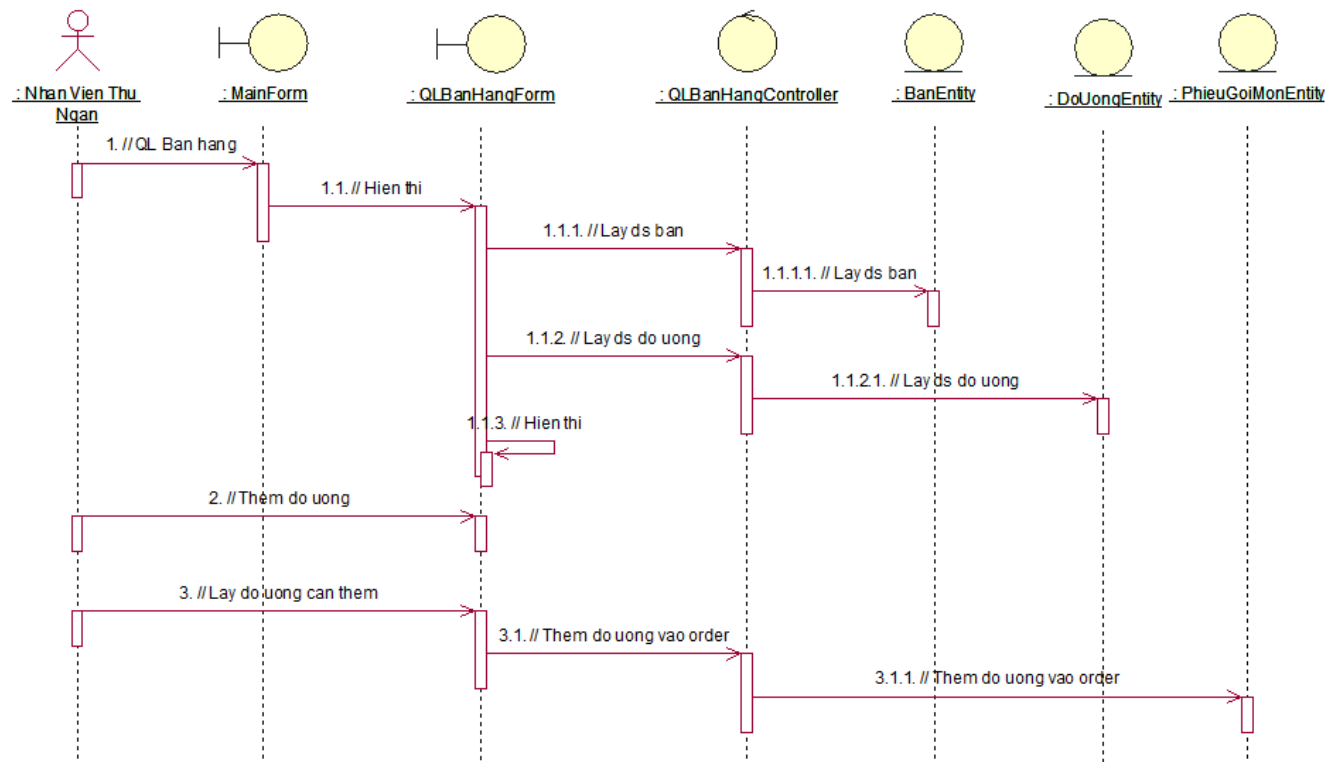 : Nhan Vien Thu
Ngan
: MainForm
: QLBanHangForm
: QLBanHangController
: BanEntity
: DoUongEntity
: PhieuGoiMonEntity
1. //QL Ban hang
1.1. // Hien thi
1.1.1. //Lay ds ban
1.1.1.1. // Lay ds ban
1.1.2. // Lay ds do uong
1.1.2.1. // Lay ds do uong
1.1.3. // Hien thi
2. //Them do uong
3. //Lay do uong can them
3.1. // Them do uong vao order
3.1.1. // Them do uong vao order